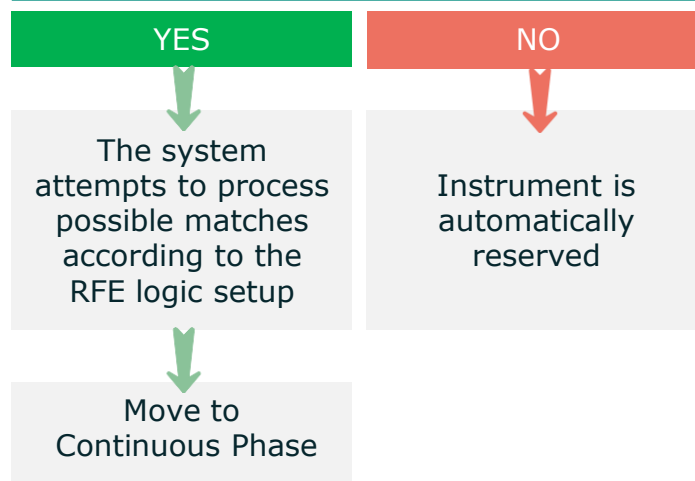 YES
The system
attempts to process
possible matches
according to the
RFE logic setup
Move to
Continuous Phase
NO
Instrument is
automatically
reserved